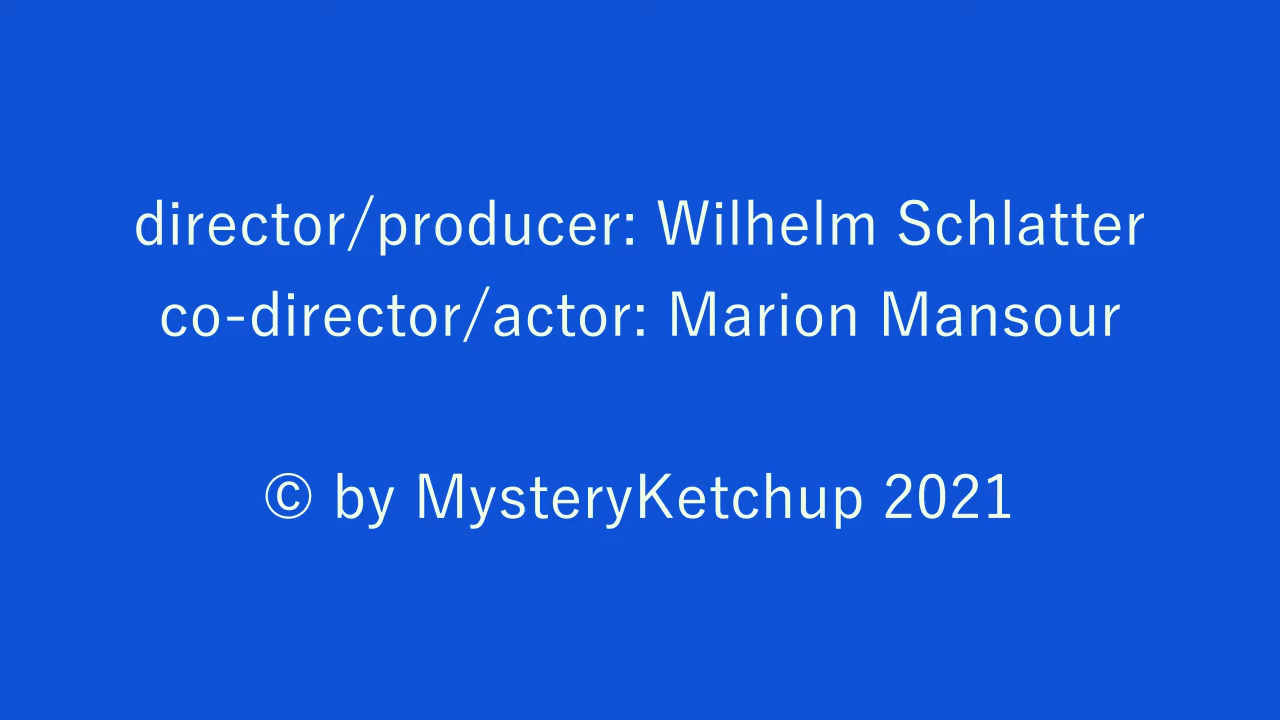 director/producer: Wilhelm Schlatter
co-director/actor: Marion Mansour
© by MysteryKetchup 2021